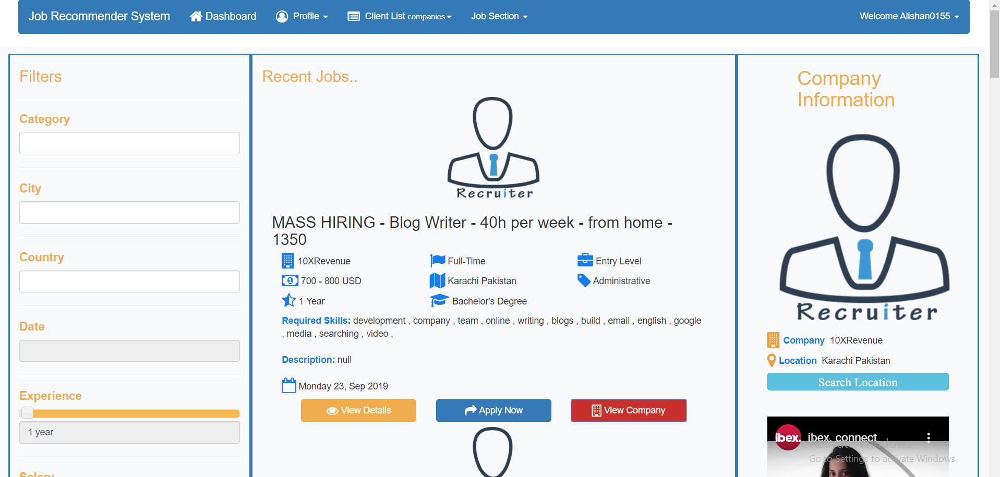 Job Recommender System
Dashboard
Profile
Client List companies
Job Section
Welcome Alishan0155
Filters
Category
City
Country
Date
Experience
1 year
Salary
Recent Jobs..
Recruiter
MASS HIRING - Blog Writer - 40h per week - from home -
1350
10XRevenue
Full-Time
Entry Level
700 - 800 USD
Karachi Pakistan
Administrative
1 Year
Bachelor's Degree
Required Skills: development , company , team , online , writing , blogs , build , email , english , google
, media , searching , video ,
Description: null
Monday 23, Sep 2019
View Details
Apply Now
View Company
Company
Information
Recruiter
Company 10XRevenue
Location Karachi Pakistan
Search Location
ibex. ibex. connect
Activate Windows
Go to Settings to activate Windows.